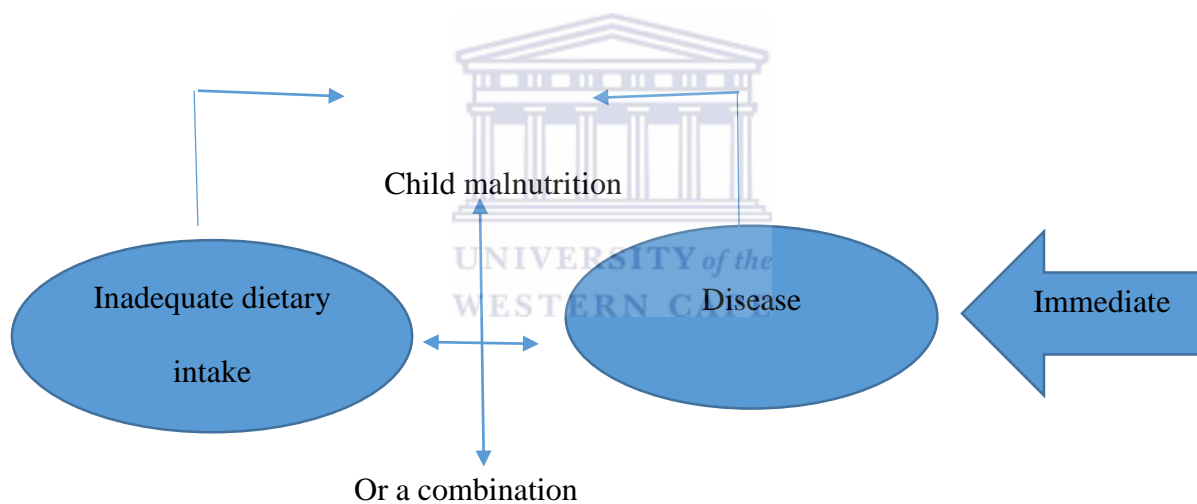 Child malnutrition
UNIVERSITY of the
WESTERN CAPE
Inadequate dietary
intake
Disease
Immediate
Or a combination